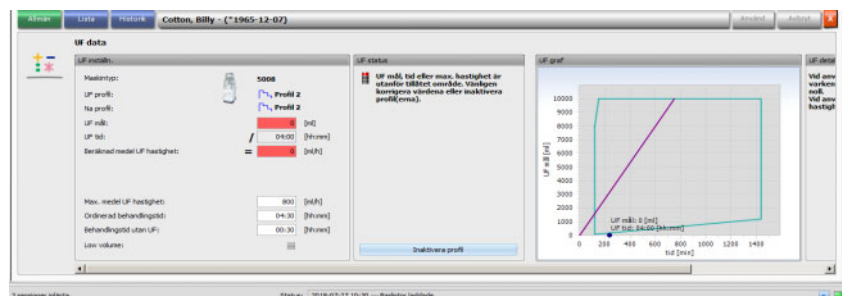 Allmän Lista Historik Cotton, Billy - (*1965-12-07) Använd Avbryt
UF data
UF inställn.
Maskintyp: 5008
UF profil: Profil 2
Na profil: Profil 2
UF mål: 0 [ml]
UF tid: / 04:00 [hh:mm]
Beräknad medel UF hastighet: = 0 [ml/h]
Max. medel UF hastighet: 800 [ml/h]
Ordinerad behandlingstid: 04:30 [hh:mm]
Behandlingstid utan UF: 00:30 [hh:mm]
Low volume:
UF status
UF mål, tid eller max. hastighet är
utanför tillåtet område. Vänligen
korrigera värdena eller inaktivera
profil(erna).
Inaktivera profil
UF graf
UF mål [ml]
10000
9000
8000
7000
6000
5000
4000
3000
2000
1000
0
UF mål: 0 [ml]
UF tid: 04:00 [hh:mm]
0 200 400 600 800 1000 1200 1400
tid [min]
UF detal
Vid anv
varken
noll.
Vid anv
hastigh